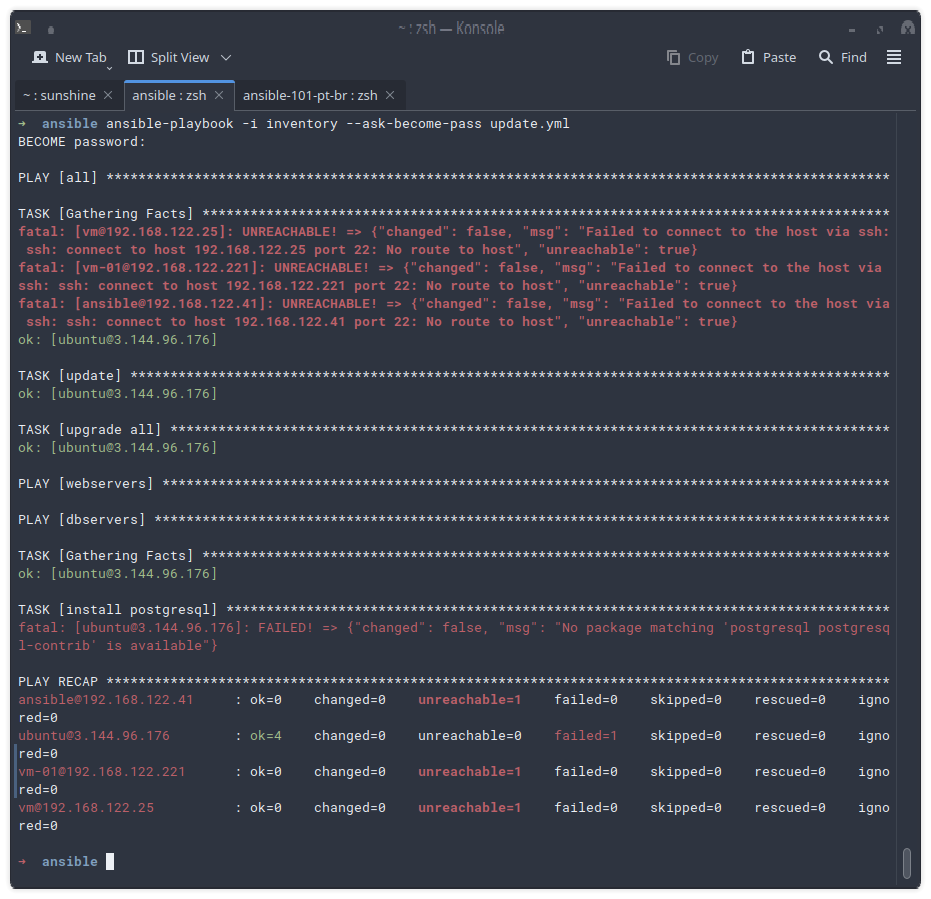 ~ : zsh — Konsole
New Tab Split View Copy Paste Find
~ : sunshine ansible : zsh ansible-101-pt-br : zsh
➜ ansible ansible-playbook -i inventory --ask-become-pass update.yml
BECOME password:
PLAY [all] **************************************************************************************************
TASK [Gathering Facts] **************************************************************************************
fatal: [vm@192.168.122.25]: UNREACHABLE! => {"changed": false, "msg": "Failed to connect to the host via ssh:
ssh: connect to host 192.168.122.25 port 22: No route to host", "unreachable": true}
fatal: [vm-01@192.168.122.221]: UNREACHABLE! => {"changed": false, "msg": "Failed to connect to the host via
ssh: ssh: connect to host 192.168.122.221 port 22: No route to host", "unreachable": true}
fatal: [ansible@192.168.122.41]: UNREACHABLE! => {"changed": false, "msg": "Failed to connect to the host via
ssh: ssh: connect to host 192.168.122.41 port 22: No route to host", "unreachable": true}
ok: [ubuntu@3.144.96.176]
TASK [update] ***********************************************************************************************
ok: [ubuntu@3.144.96.176]
TASK [upgrade all] ******************************************************************************************
ok: [ubuntu@3.144.96.176]
PLAY [webservers] *******************************************************************************************
PLAY [dbservers] ********************************************************************************************
TASK [Gathering Facts] **************************************************************************************
ok: [ubuntu@3.144.96.176]
TASK [install postgresql] ***********************************************************************************
fatal: [ubuntu@3.144.96.176]: FAILED! => {"changed": false, "msg": "No package matching 'postgresql postgresq
l-contrib' is available"}
PLAY RECAP **************************************************************************************************
ansible@192.168.122.41 : ok=0 changed=0 unreachable=1 failed=0 skipped=0 rescued=0 igno
red=0
ubuntu@3.144.96.176 : ok=4 changed=0 unreachable=0 failed=1 skipped=0 rescued=0 igno
red=0
vm-01@192.168.122.221 : ok=0 changed=0 unreachable=1 failed=0 skipped=0 rescued=0 igno
red=0
vm@192.168.122.25 : ok=0 changed=0 unreachable=1 failed=0 skipped=0 rescued=0 igno
red=0
➜ ansible